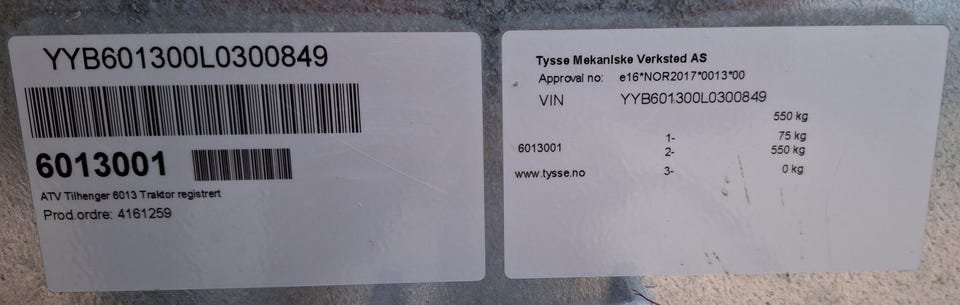 YYB601300L0300849
6013001
ATV Tilhenger 6013 Traktor registrert
Prod.ordre: 4161259
Tysse Mekaniske Verksted AS
Approval no: e16*NOR2017*0013*00
VIN YYB601300L0300849
550 kg
1- 75 kg
6013001 2- 550 kg
www.tysse.no 3- 0 kg